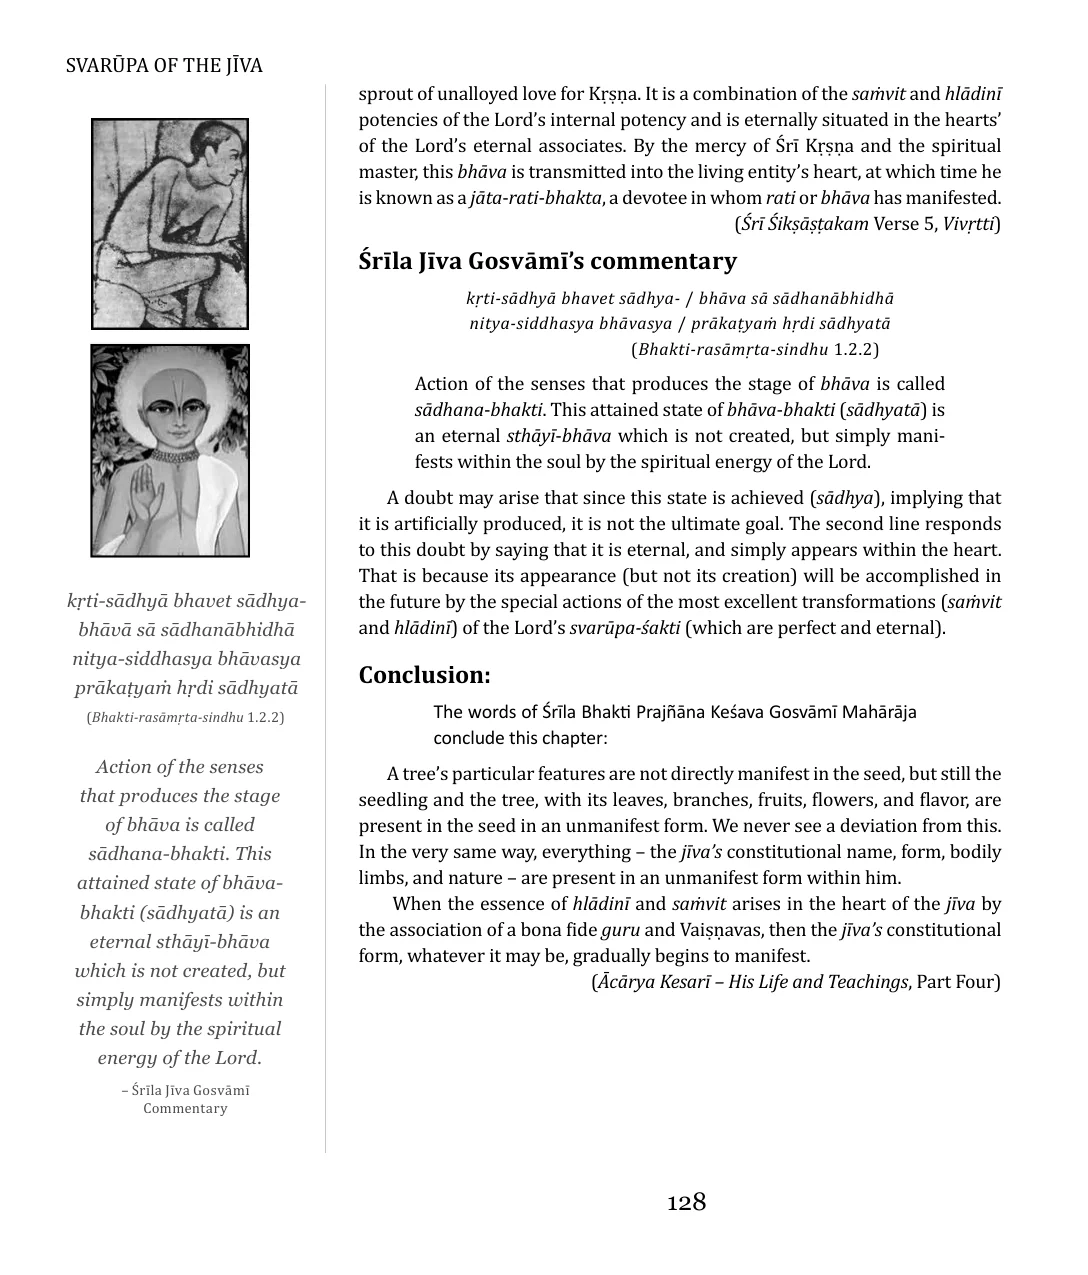 SVARŪPA OF THE JĪVA
sprout of unalloyed love for Kṛṣṇa. It is a combination of the saṁvit and hlādinī
potencies of the Lord’s internal potency and is eternally situated in the hearts’
of the Lord’s eternal associates. By the mercy of Śrī Kṛṣṇa and the spiritual
master, this bhāva is transmitted into the living entity’s heart, at which time he
is known as a jāta-rati-bhakta, a devotee in whom rati or bhāva has manifested.
(Śrī Śikṣāṣṭakam Verse 5, Vivṛtti)
Śrīla Jīva Gosvāmī’s commentary
kṛti-sādhyā bhavet sādhya- / bhāva sā sādhanābhidhā
nitya-siddhasya bhāvasya / prākaṭyaṁ hṛdi sādhyatā
(Bhakti-rasāmṛta-sindhu 1.2.2)
Action of the senses that produces the stage of bhāva is called
sādhana-bhakti. This attained state of bhāva-bhakti (sādhyatā) is
an eternal sthāyī-bhāva which is not created, but simply mani-
fests within the soul by the spiritual energy of the Lord.
A doubt may arise that since this state is achieved (sādhya), implying that
it is artificially produced, it is not the ultimate goal. The second line responds
to this doubt by saying that it is eternal, and simply appears within the heart.
That is because its appearance (but not its creation) will be accomplished in
the future by the special actions of the most excellent transformations (saṁvit
and hlādinī) of the Lord’s svarūpa-śakti (which are perfect and eternal).
Conclusion:
The words of Śrīla Bhakti Prajñāna Keśava Gosvāmī Mahārāja
conclude this chapter:
A tree’s particular features are not directly manifest in the seed, but still the
seedling and the tree, with its leaves, branches, fruits, flowers, and flavor, are
present in the seed in an unmanifest form. We never see a deviation from this.
In the very same way, everything – the jīva’s constitutional name, form, bodily
limbs, and nature – are present in an unmanifest form within him.
When the essence of hlādinī and saṁvit arises in the heart of the jīva by
the association of a bona fide guru and Vaiṣṇavas, then the jīva’s constitutional
form, whatever it may be, gradually begins to manifest.
(Ācārya Kesarī – His Life and Teachings, Part Four)
kṛti-sādhyā bhavet sādhya-
bhāvā sā sādhanābhidhā
nitya-siddhasya bhāvasya
prākaṭyaṁ hṛdi sādhyatā
(Bhakti-rasāmṛta-sindhu 1.2.2)
Action of the senses
that produces the stage
of bhāva is called
sādhana-bhakti. This
attained state of bhāva-
bhakti (sādhyatā) is an
eternal sthāyī-bhāva
which is not created, but
simply manifests within
the soul by the spiritual
energy of the Lord.
– Śrīla Jīva Gosvāmī
Commentary
128